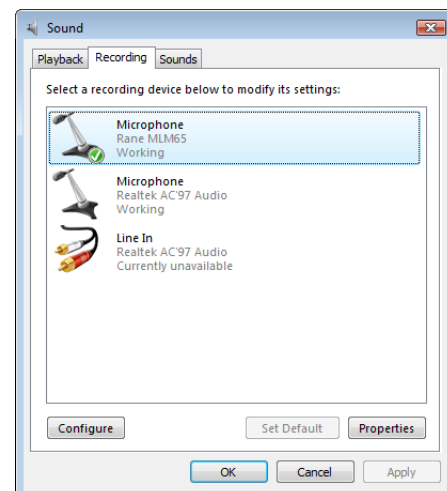 Sound
Playback Recording Sounds
Select a recording device below to modify its settings:
Microphone
Rane MLM65
Working
Microphone
Realtek AC'97 Audio
Working
Line In
Realtek AC'97 Audio
Currently unavailable
Configure Set Default Properties
OK Cancel Apply